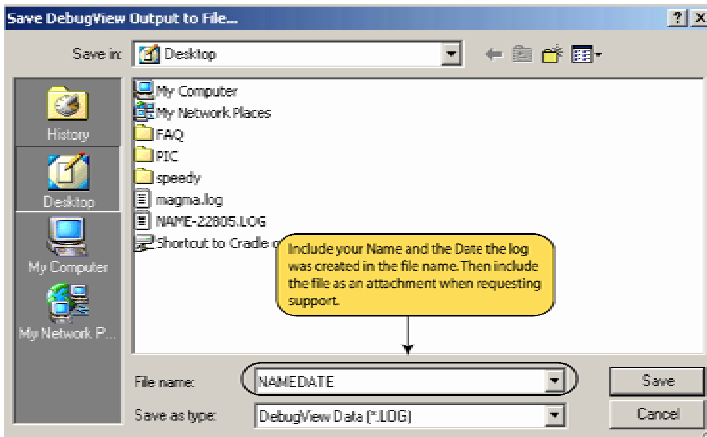 Save DebugView Output to File...
Save in:
Desktop
History
Desktop
My Computer
My Network P...
My Computer
My Network Places
FAQ
PIC
speedy
magma.log
NAME-22805.LOG
Shortcut to Cradle
Include your Name and the Date the log
was created in the file name. Then include
the file as an attachment when requesting
support.
File name:
NAMEDATE
Save
Save as type:
DebugView Data (*.LOG)
Cancel